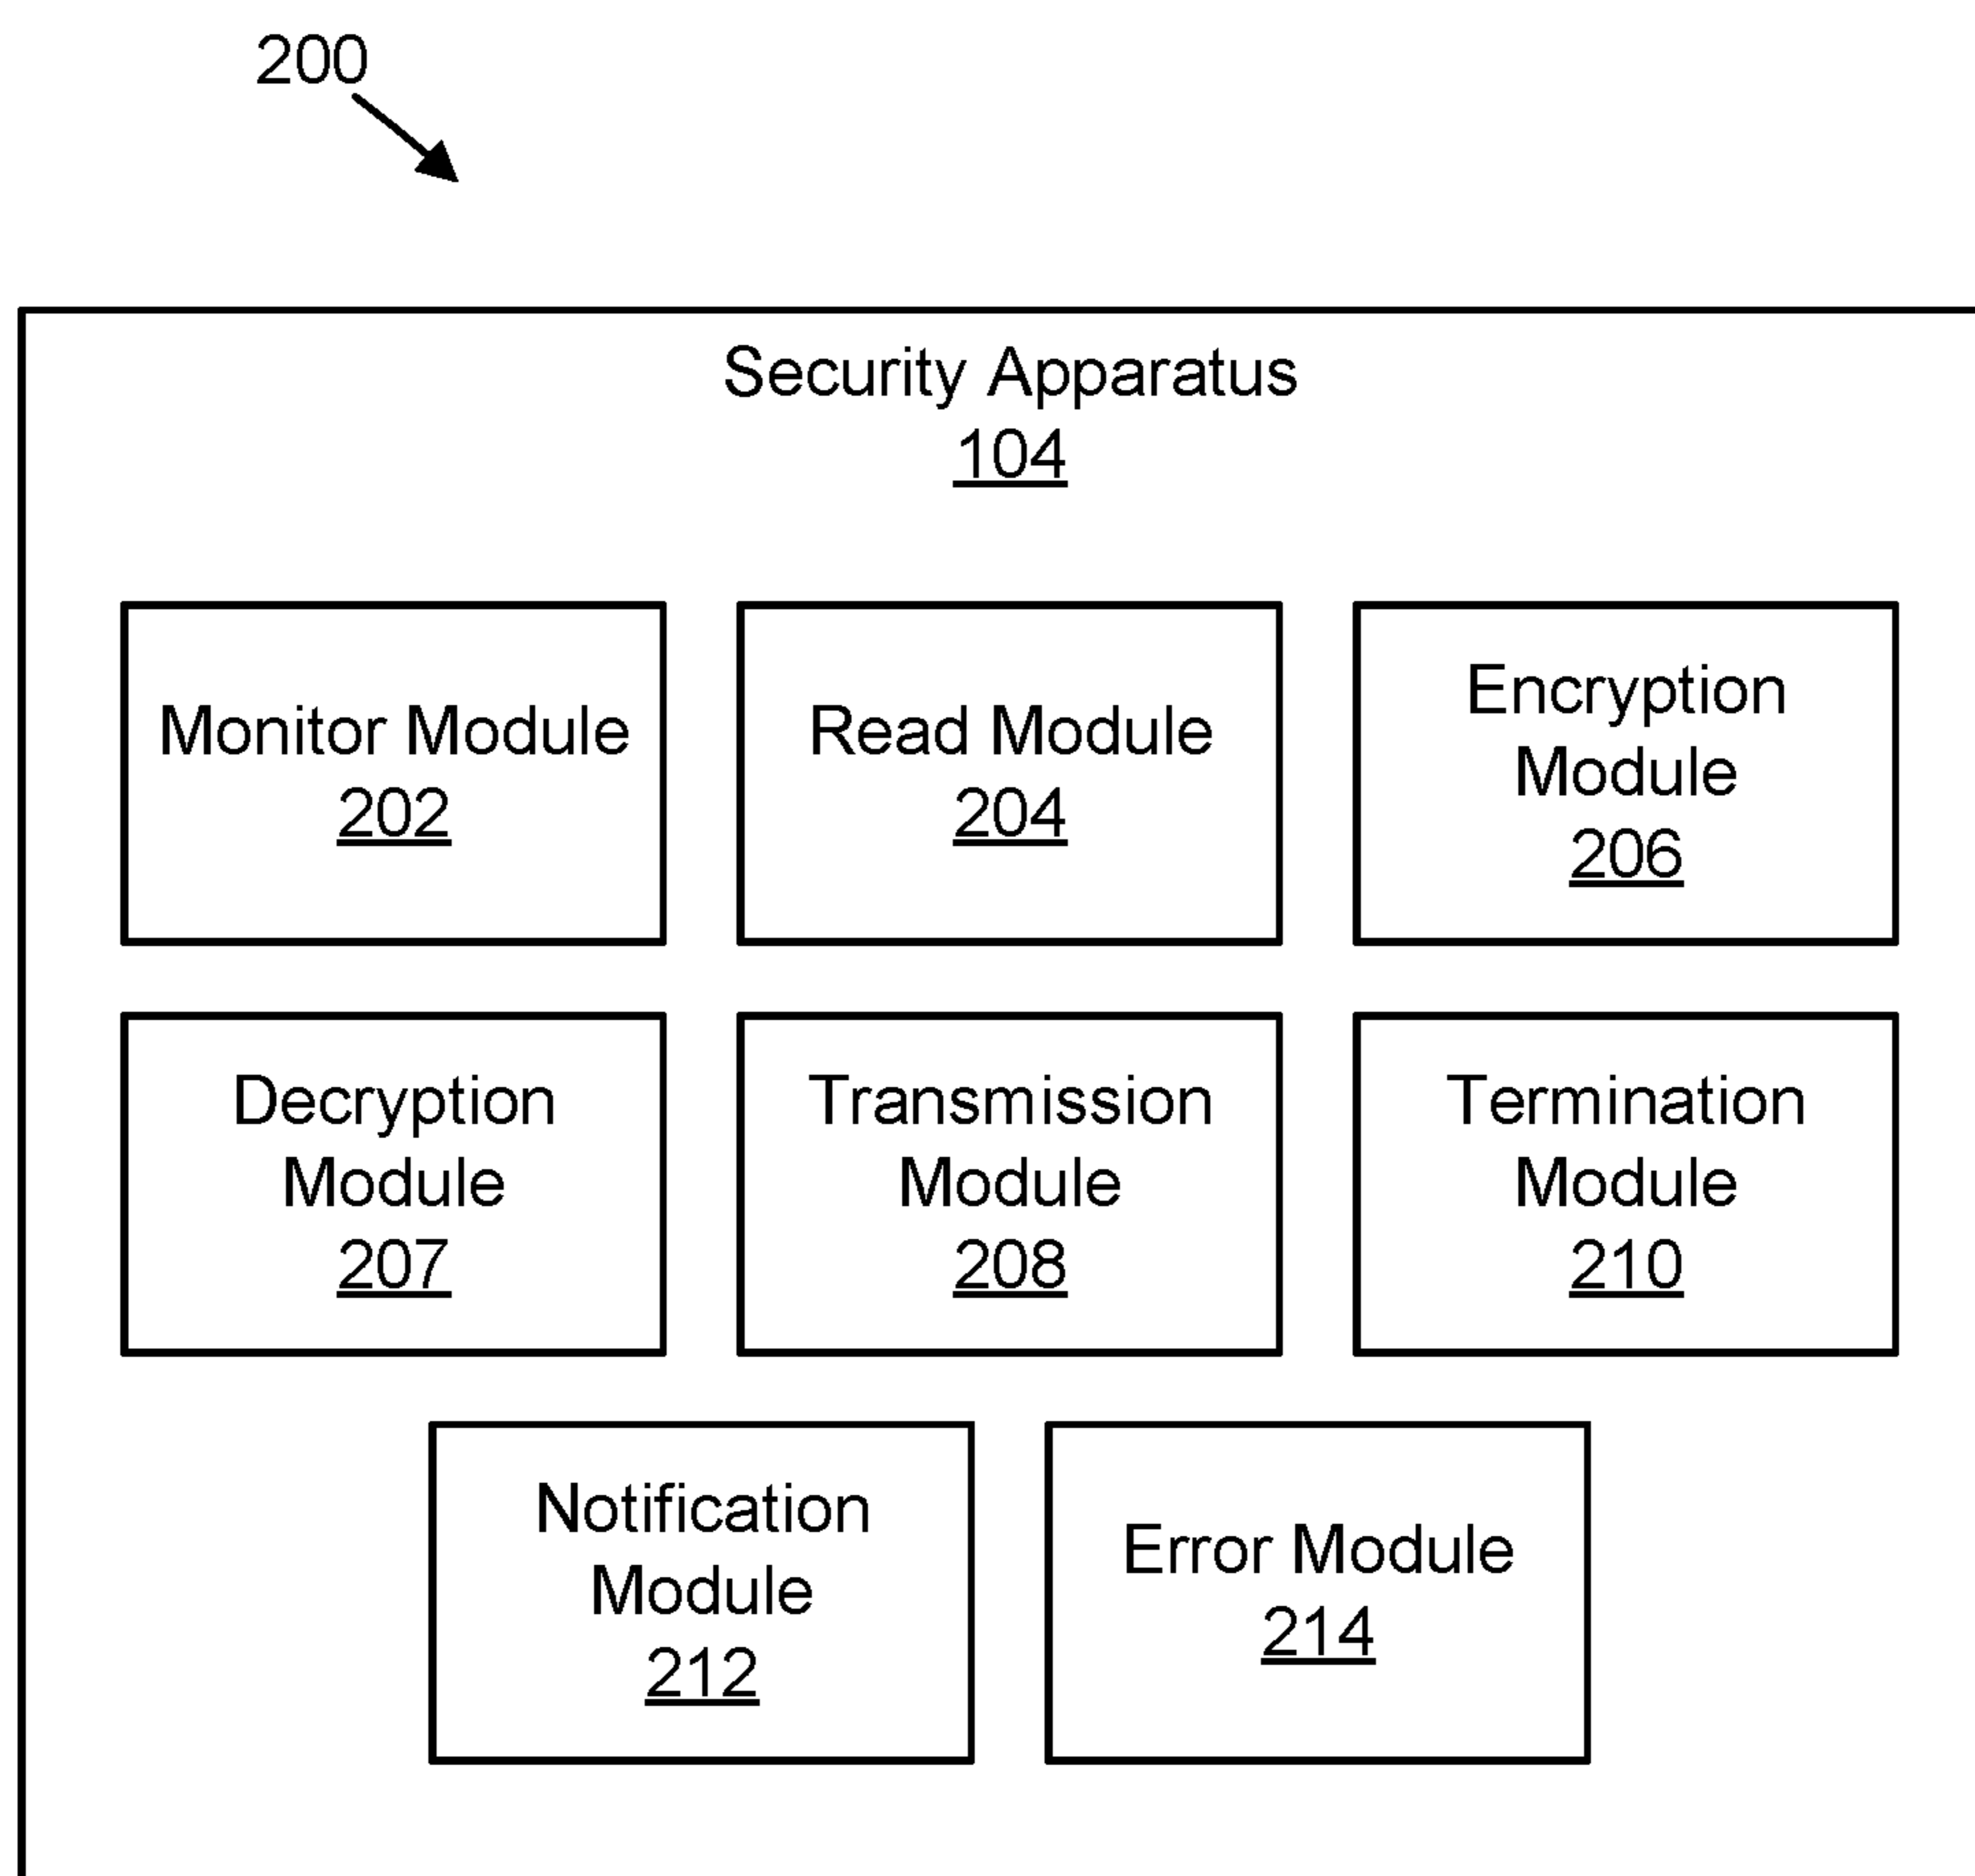 200
Security Apparatus
104
Monitor Module
202
Read Module
204
Encryption
Module
206
Decryption
Module
207
Transmission
Module
208
Termination
Module
210
Notification
Module
212
Error Module
214